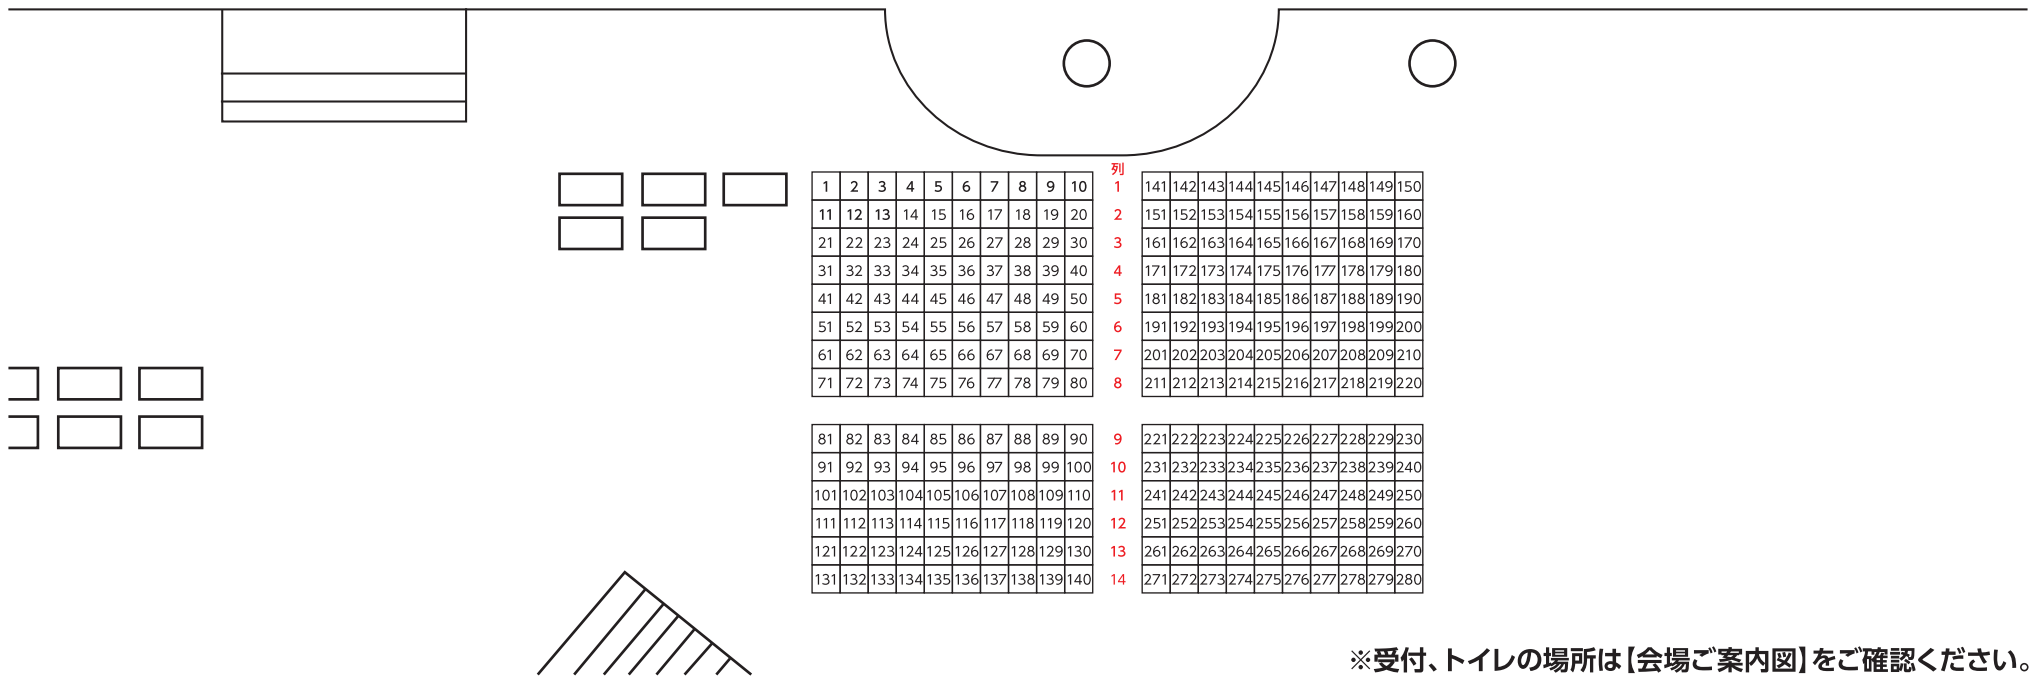 列
1 2 3 4 5 6 7 8 9 10 1 141 142 143 144 145 146 147 148 149 150
11 12 13 14 15 16 17 18 19 20 2 151 152 153 154 155 156 157 158 159 160
21 22 23 24 25 26 27 28 29 30 3 161 162 163 164 165 166 167 168 169 170
31 32 33 34 35 36 37 38 39 40 4 171 172 173 174 175 176 177 178 179 180
41 42 43 44 45 46 47 48 49 50 5 181 182 183 184 185 186 187 188 189 190
51 52 53 54 55 56 57 58 59 60 6 191 192 193 194 195 196 197 198 199 200
61 62 63 64 65 66 67 68 69 70 7 201 202 203 204 205 206 207 208 209 210
71 72 73 74 75 76 77 78 79 80 8 211 212 213 214 215 216 217 218 219 220
81 82 83 84 85 86 87 88 89 90 9 221 222 223 224 225 226 227 228 229 230
91 92 93 94 95 96 97 98 99 100 10 231 232 233 234 235 236 237 238 239 240
101 102 103 104 105 106 107 108 109 110 11 241 242 243 244 245 246 247 248 249 250
111 112 113 114 115 116 117 118 119 120 12 251 252 253 254 255 256 257 258 259 260
121 122 123 124 125 126 127 128 129 130 13 261 262 263 264 265 266 267 268 269 270
131 132 133 134 135 136 137 138 139 140 14 271 272 273 274 275 276 277 278 279 280
※受付、トイレの場所は【会場ご案内図】をご確認ください。